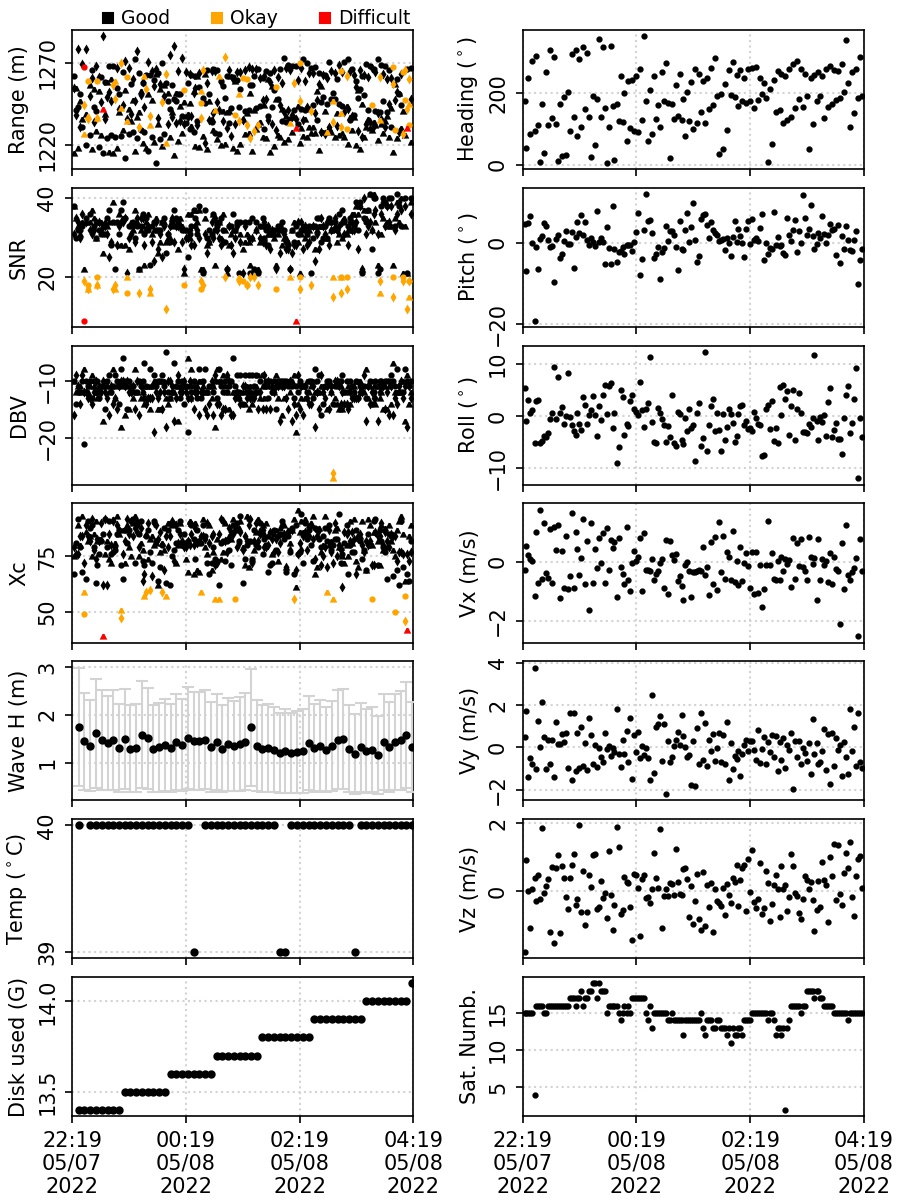 Good Okay Difficult
Range (m)
1270
1220
Heading (°)
200
0
SNR
40
20
Pitch (°)
0
−20
DBV
−10
−20
Roll (°)
10
0
−10
Xc
75
50
Vx (m/s)
0
−2
Wave H (m)
3
2
1
Vy (m/s)
4
2
0
−2
Temp (°C)
40
39
Vz (m/s)
2
0
Disk used (G)
14.0
13.5
Sat. Numb.
15
10
5
22:19 00:19 02:19 04:19 22:19 00:19 02:19 04:19
05/07 05/08 05/08 05/08 05/07 05/08 05/08 05/08
2022 2022 2022 2022 2022 2022 2022 2022